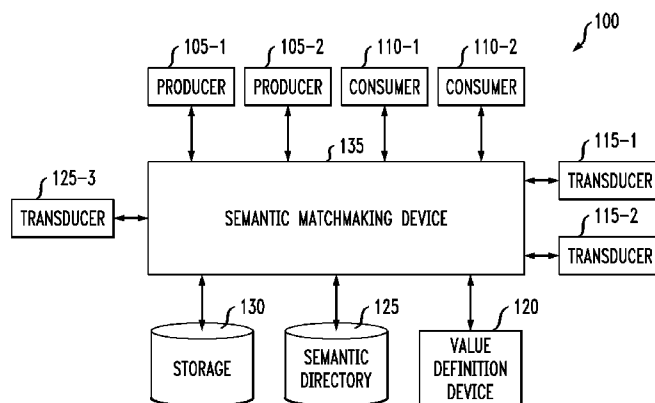 100
105-1 105-2 110-1 110-2
PRODUCER PRODUCER CONSUMER CONSUMER
135
125-3 115-1
TRANSDUCER SEMANTIC MATCHMAKING DEVICE TRANSDUCER
115-2
TRANSDUCER
130 125 120
STORAGE
SEMANTIC
DIRECTORY
VALUE
DEFINITION
DEVICE